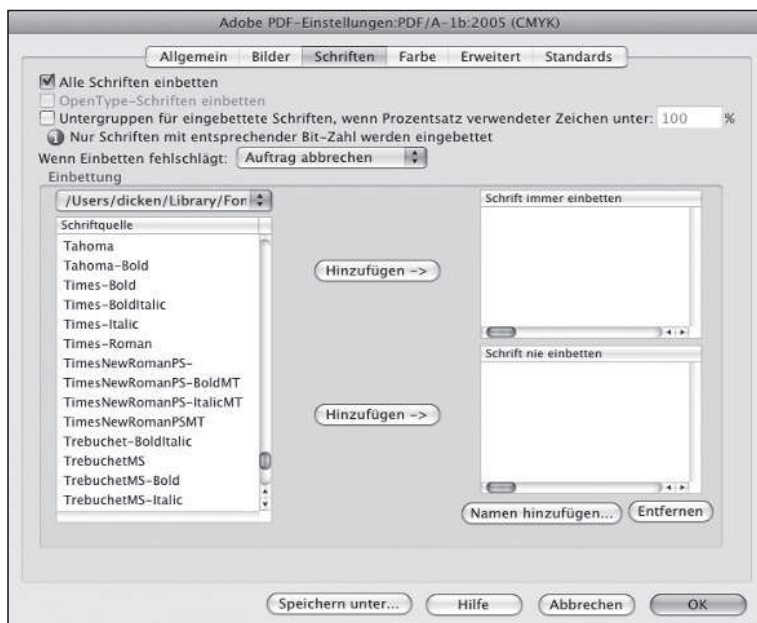 Adobe PDF-Einstellungen:PDF/A-1b:2005 (CMYK)
Allgemein Bilder Schriften Farbe Erweitert Standards
Alle Schriften einbetten
OpenType-Schriften einbetten
Untergruppen für eingebettete Schriften, wenn Prozentsatz verwendeter Zeichen unter: 100 %
Nur Schriften mit entsprechender Bit-Zahl werden eingebettet
Wenn Einbetten fehlschlägt: Auftrag abbrechen
Einbettung
/Users/dicken/Library/For
Schriftquelle
Tahoma
Tahoma-Bold
Times-Bold
Times-BoldItalic
Times-Italic
Times-Roman
TimesNewRomanPS-
TimesNewRomanPS-BoldMT
TimesNewRomanPS-ItalicMT
TimesNewRomanPSMT
Trebuchet-BoldItalic
TrebuchetMS
TrebuchetMS-Bold
TrebuchetMS-Italic
Hinzufügen ->
Schrift immer einbetten
Hinzufügen ->
Schrift nie einbetten
Namen hinzufügen... Entfernen
Speichern unter... Hilfe Abbrechen OK